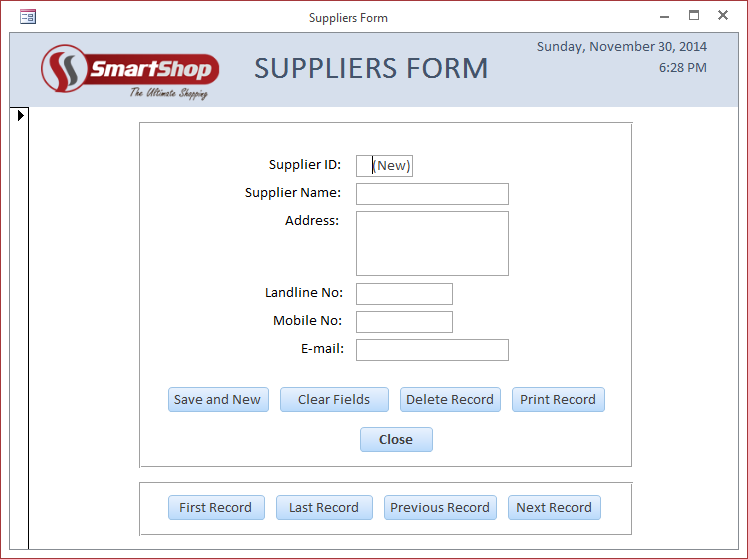 Suppliers Form
SmartShop
The Ultimate Shopping
SUPPLIERS FORM
Sunday, November 30, 2014
6:28 PM
Supplier ID: (New)
Supplier Name:
Address:
Landline No:
Mobile No:
E-mail:
Save and New Clear Fields Delete Record Print Record
Close
First Record Last Record Previous Record Next Record